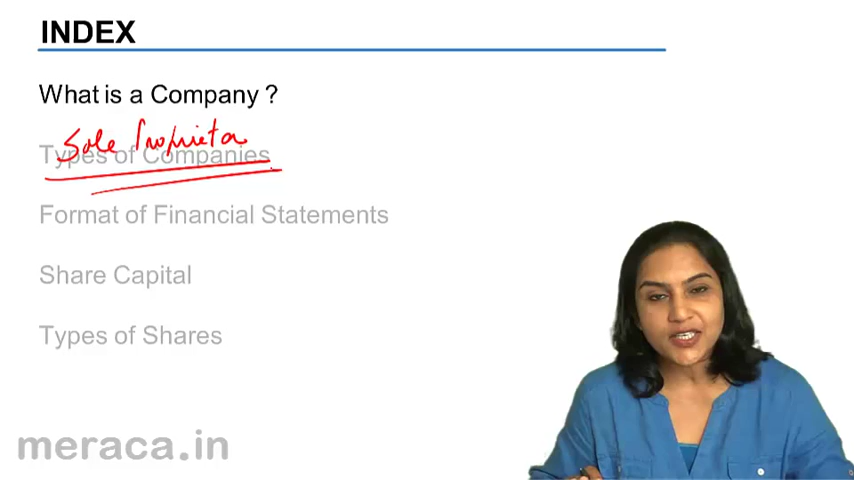 INDEX
What is a Company ?
Sole Proprietor
Types of Companies
Format of Financial Statements
Share Capital
Types of Shares
meraca.in